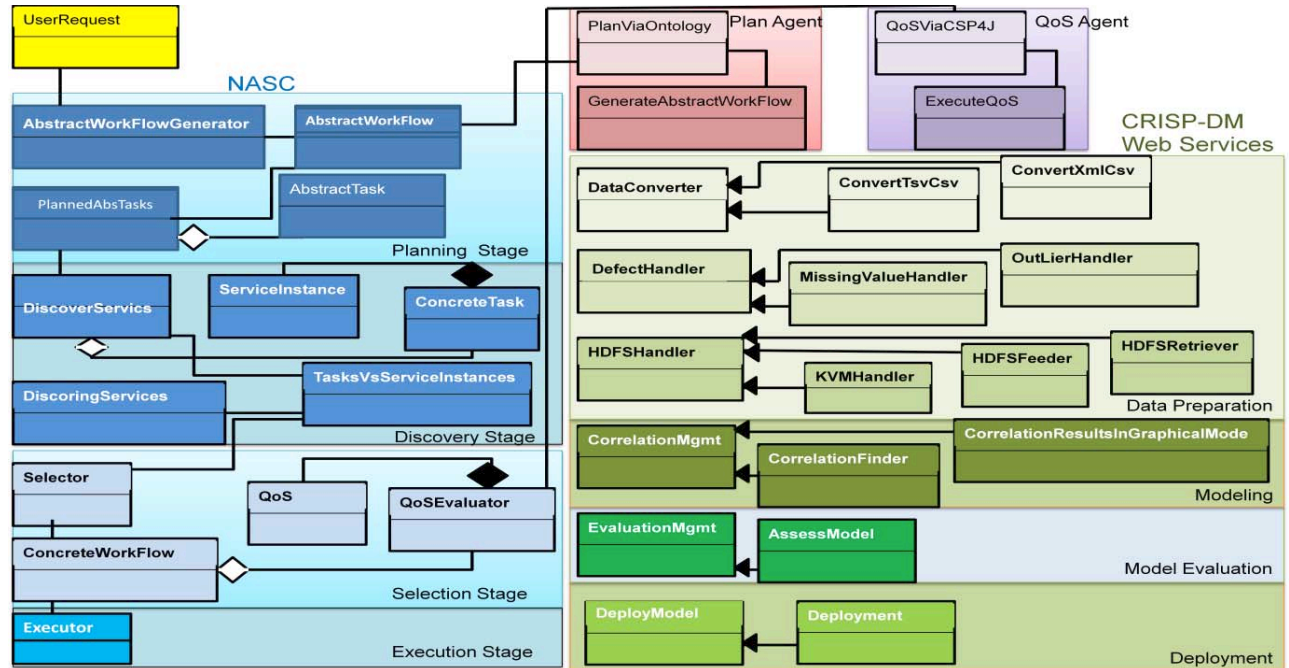 UserRequest
NASC
AbstractWorkFlowGenerator
AbstractWorkFlow
PlannedAbsTasks
AbstractTask
Planning Stage
DiscoverServics
ServiceInstance
ConcreteTask
TasksVsServiceInstances
DiscoringServices
Discovery Stage
Selector
QoS
QoSEvaluator
ConcreteWorkFlow
Selection Stage
Executor
Execution Stage
PlanViaOntology
Plan Agent
GenerateAbstractWorkFlow
QoSViaCSP4J
QoS Agent
ExecuteQoS
CRISP-DM
Web Services
DataConverter
ConvertTsvCsv
ConvertXmlCsv
DefectHandler
MissingValueHandler
OutLierHandler
HDFSHandler
KVMHandler
HDFSFeeder
HDFSRetriever
Data Preparation
CorrelationMgmt
CorrelationFinder
CorrelationResultsInGraphicalMode
Modeling
EvaluationMgmt
AssessModel
Model Evaluation
DeployModel
Deployment
Deployment